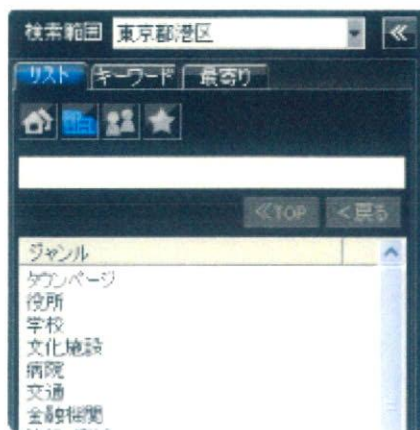 検索範囲 東京都港区 ≪
リスト キーワード 最寄り
≪TOP <戻る
ジャンル
タウンページ
役所
学校
文化施設
病院
交通
金融機関